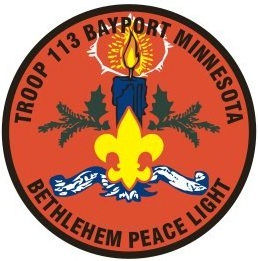 TROOP 113 BAYPORT MINNESOTA
BETHLEHEM PEACE LIGHT